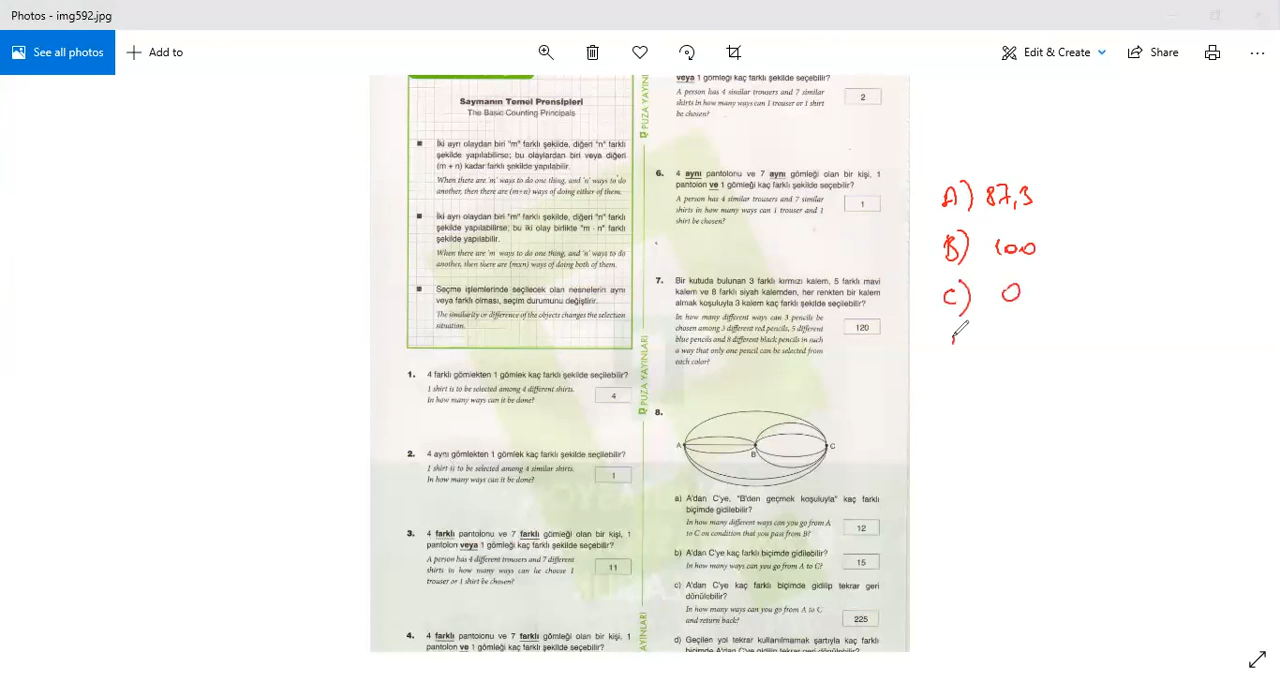 Photos - img592.jpg
See all photos
Add to
Edit & Create
Share
Saymanın Temel Prensipleri
The Basic Counting Principals
İki ayrı olaydan biri "m" farklı şekilde, diğeri "n" farklı
şekilde yapılabilirse; bu olaylardan biri veya diğeri
(m + n) kadar farklı şekilde yapılabilir.
When there are 'm' ways to do one thing, and 'n' ways to do
another, then there are (m+n) ways of doing either of them.
İki ayrı olaydan biri "m" farklı şekilde, diğeri "n" farklı
şekilde yapılabilirse; bu iki olay birlikte "m · n" farklı
şekilde yapılabilir.
When there are 'm' ways to do one thing, and 'n' ways to do
another, then there are (mxn) ways of doing both of them.
Seçme işlemlerinde seçilecek olan nesnelerin aynı
veya farklı olması, seçim durumunu değiştirir.
The similarity or difference of the objects changes the selection
situation.
1. 4 farklı gömlekten 1 gömlek kaç farklı şekilde seçilebilir?
1 shirt is to be selected among 4 different shirts.
In how many ways can it be done?
4
2. 4 aynı gömlekten 1 gömlek kaç farklı şekilde seçilebilir?
1 shirt is to be selected among 4 similar shirts.
In how many ways can it be done?
1
3. 4 farklı pantolonu ve 7 farklı gömleği olan bir kişi, 1
pantolon veya 1 gömleği kaç farklı şekilde seçebilir?
A person has 4 different trousers and 7 different
shirts in how many ways can he choose 1
trouser or 1 shirt be chosen?
11
4. 4 farklı pantolonu ve 7 farklı gömleği olan bir kişi, 1
pantolon ve 1 gömleği kaç farklı şekilde seçebilir?
PUZA YAYINI
PUZA YAYINLARI
AYINLARI
veya 1 gömleği kaç farklı şekilde seçebilir?
A person has 4 similar trousers and 7 similar
shirts in how many ways can 1 trouser or 1 shirt
be chosen?
2
6. 4 aynı pantolonu ve 7 aynı gömleği olan bir kişi, 1
pantolon ve 1 gömleği kaç farklı şekilde seçebilir?
A person has 4 similar trousers and 7 similar
shirts in how many ways can 1 trouser and 1
shirt be chosen?
1
7. Bir kutuda bulunan 3 farklı kırmızı kalem, 5 farklı mavi
kalem ve 8 farklı siyah kalemden, her renkten bir kalem
almak koşuluyla 3 kalem kaç farklı şekilde seçilebilir?
In how many different ways can 3 pencils be
chosen among 3 different red pencils, 5 different
blue pencils and 8 different black pencils in such
a way that only one pencil can be selected from
each color?
120
8.
A
B
C
a) A'dan C'ye, "B'den geçmek koşuluyla" kaç farklı
biçimde gidilebilir?
In how many different ways can you go from A
to C on condition that you pass from B?
12
b) A'dan C'ye kaç farklı biçimde gidilebilir?
In how many ways can you go from A to C?
15
c) A'dan C'ye kaç farklı biçimde gidilip tekrar geri
dönülebilir?
In how many ways can you go from A to C
and return back?
225
d) Geçilen yol tekrar kullanılmamak şartıyla kaç farklı
biçimde A'dan C'ye gidilip tekrar geri dönülebilir?
A) 87,3
B) 100
C) 0